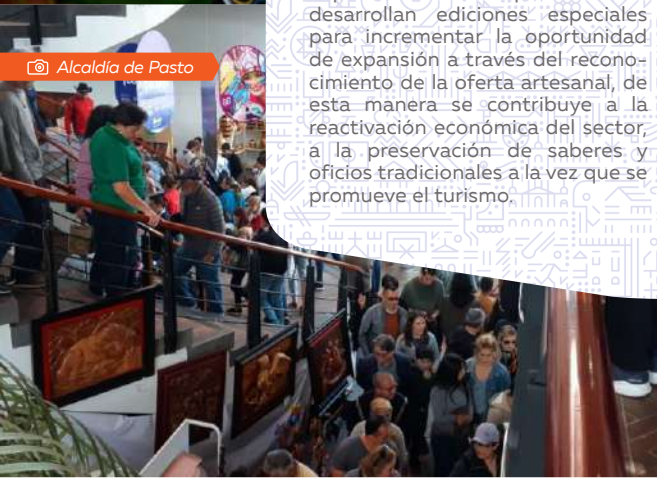 Alcaldía de Pasto
desarrollan ediciones especiales
para incrementar la oportunidad
de expansión a través del recono-
cimiento de la oferta artesanal, de
esta manera se contribuye a la
reactivación económica del sector,
a la preservación de saberes y
oficios tradicionales a la vez que se
promueve el turismo.